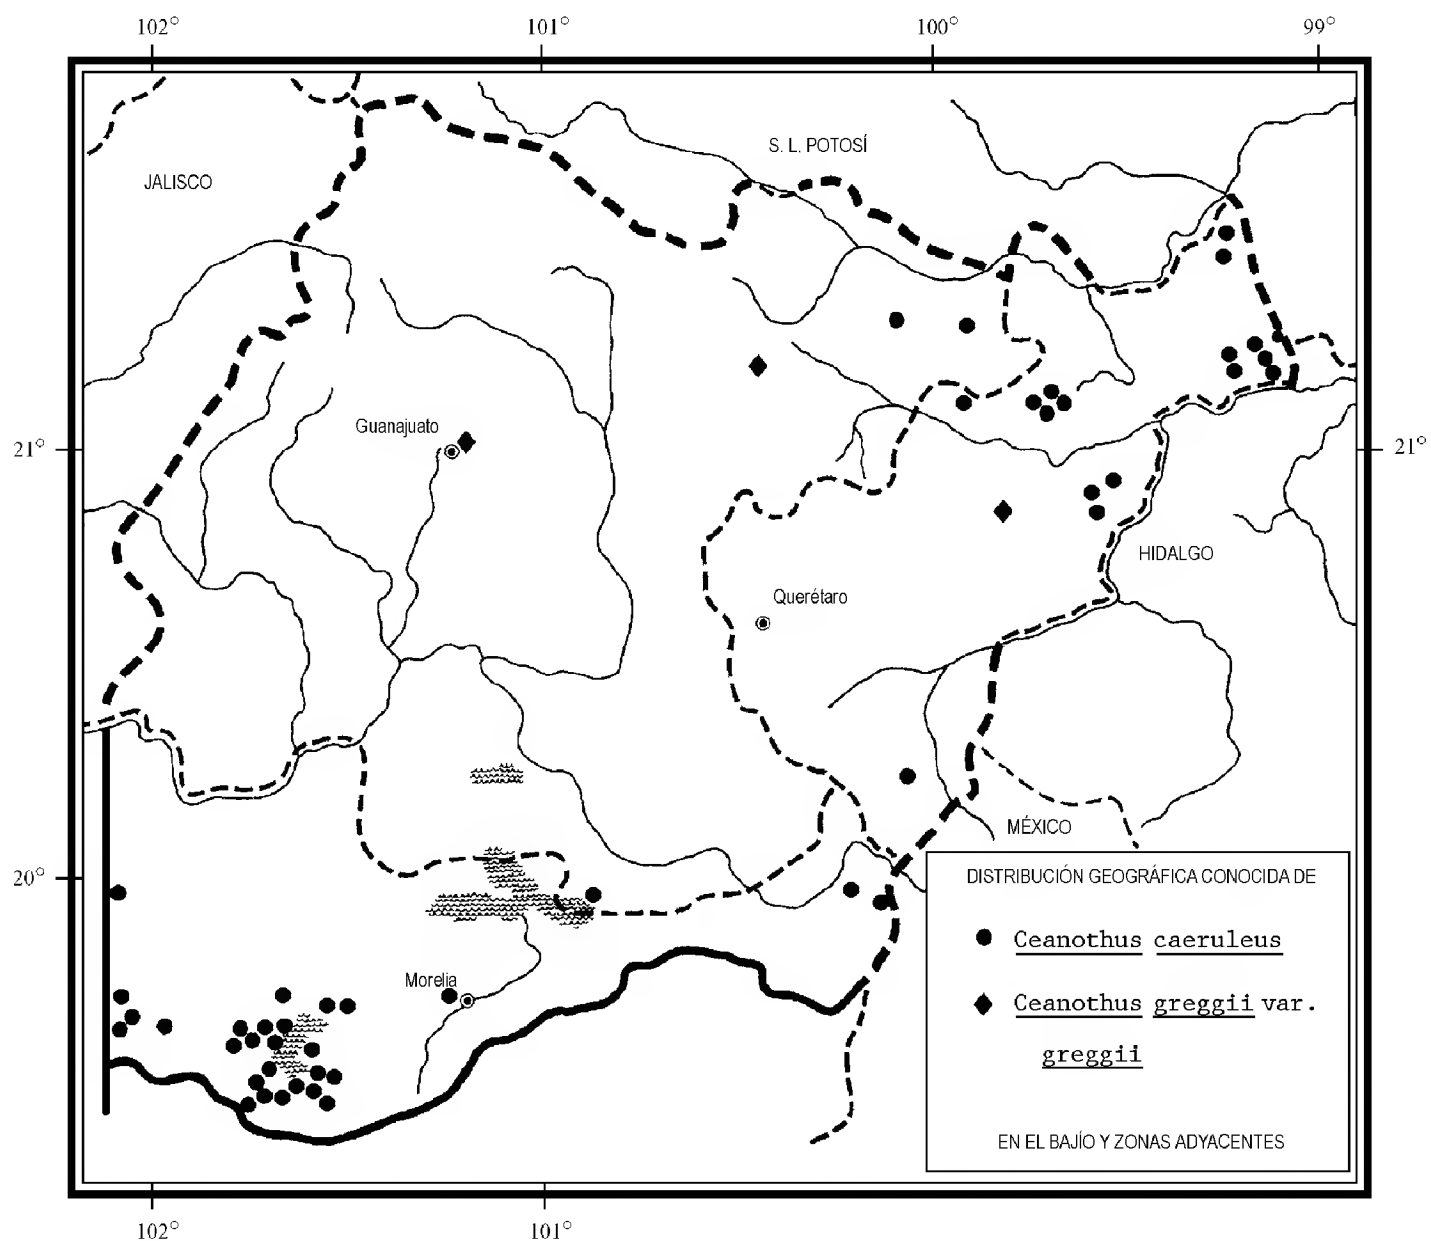 102° 101° 100° 99°
S. L. POTOSÍ
JALISCO
Guanajuato
21° 21°
HIDALGO
Querétaro
MÉXICO
20°
DISTRIBUCIÓN GEOGRÁFICA CONOCIDA DE
Ceanothus caeruleus
Morelia
Ceanothus greggii var.
greggii
EN EL BAJÍO Y ZONAS ADYACENTES
102° 101°